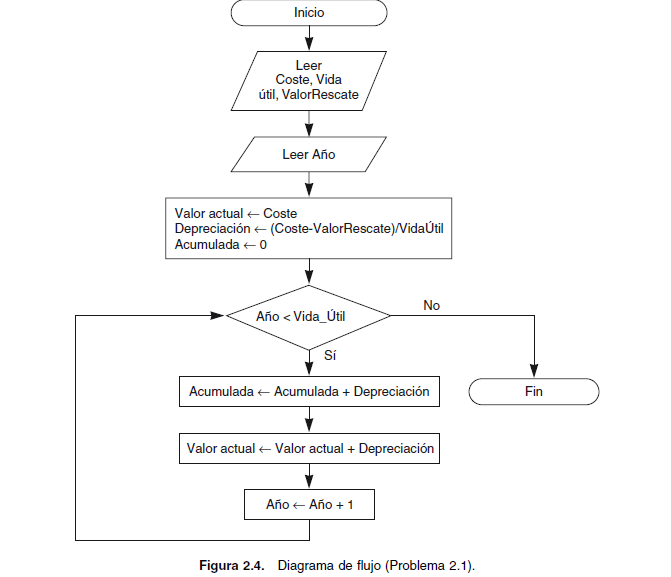 Inicio
Leer
Coste, Vida
útil, ValorRescate
Leer Año
Valor actual ← Coste
Depreciación ← (Coste-ValorRescate)/VidaÚtil
Acumulada ← 0
Año < Vida_Útil
No
Sí
Acumulada ← Acumulada + Depreciación
Fin
Valor actual ← Valor actual + Depreciación
Año ← Año + 1
Figura 2.4. Diagrama de flujo (Problema 2.1).